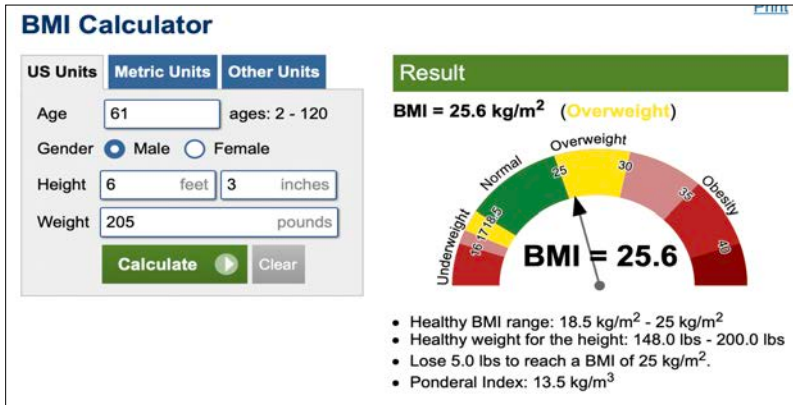 Print
BMI Calculator
US Units Metric Units Other Units
Age 61 ages: 2 - 120
Gender Male Female
Height 6 feet 3 inches
Weight 205 pounds
Calculate Clear
Result
BMI = 25.6 kg/m² (Overweight)
Underweight Normal Overweight Obesity
16 17 18.5 25 30 35 40
BMI = 25.6
• Healthy BMI range: 18.5 kg/m² - 25 kg/m²
• Healthy weight for the height: 148.0 lbs - 200.0 lbs
• Lose 5.0 lbs to reach a BMI of 25 kg/m².
• Ponderal Index: 13.5 kg/m³